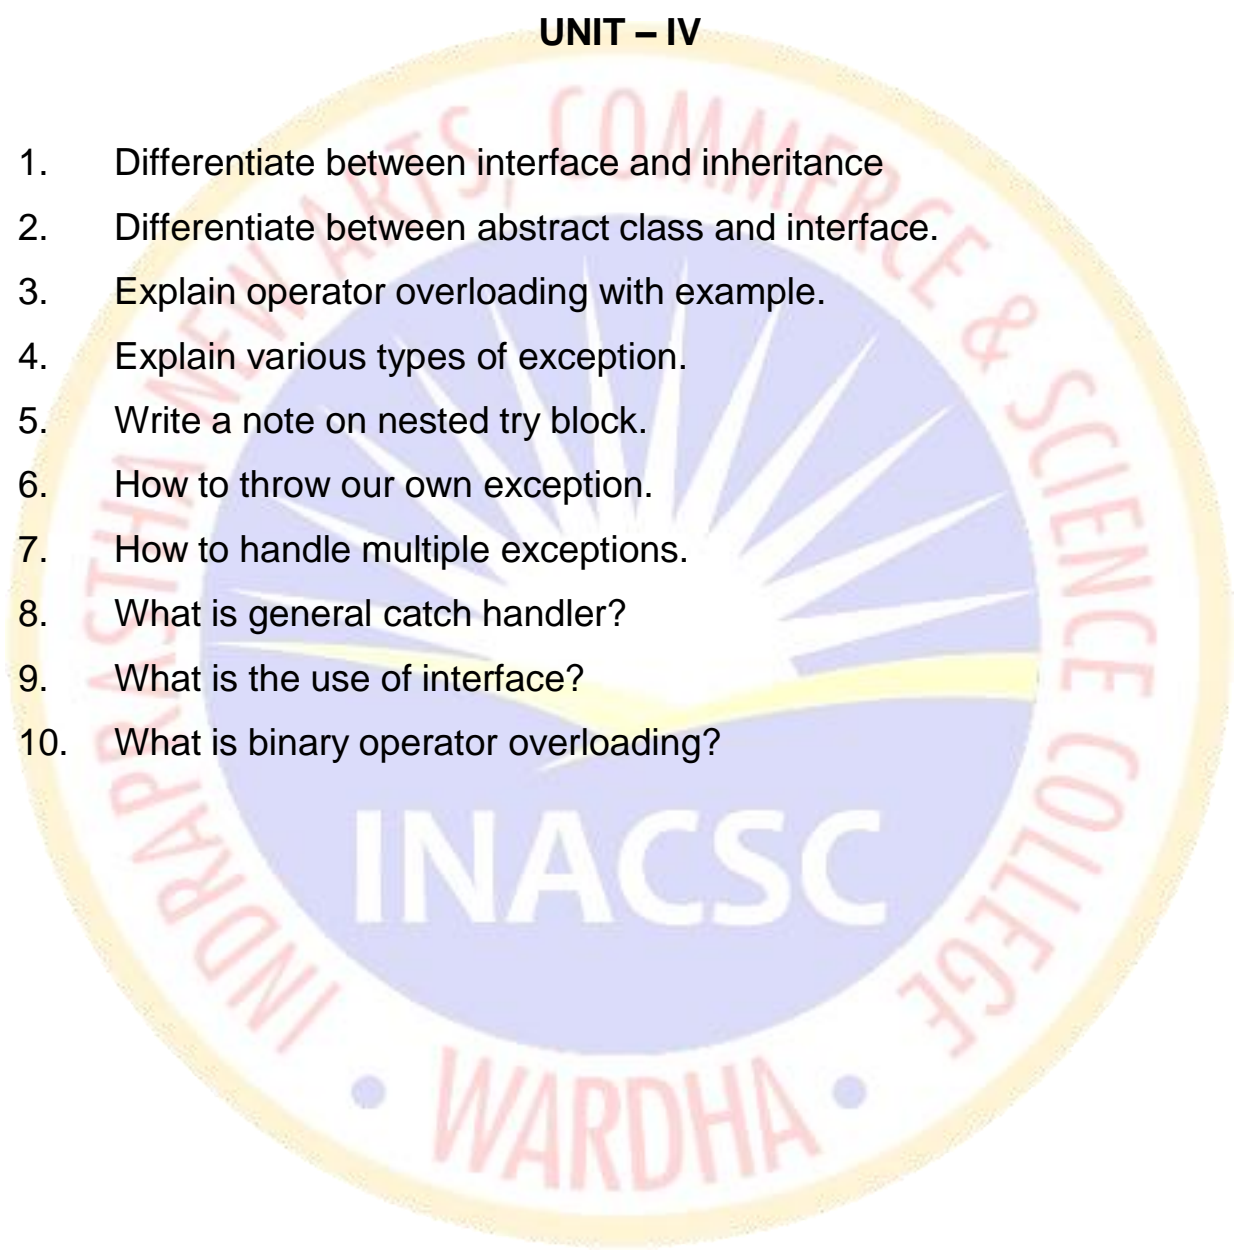 UNIT – IV
1. Differentiate between interface and inheritance
2. Differentiate between abstract class and interface.
3. Explain operator overloading with example.
4. Explain various types of exception.
5. Write a note on nested try block.
6. How to throw our own exception.
7. How to handle multiple exceptions.
8. What is general catch handler?
9. What is the use of interface?
10. What is binary operator overloading?
INDRAPRASTHA NEW ARTS, COMMERCE & SCIENCE COLLEGE
INACSC
• WARDHA •